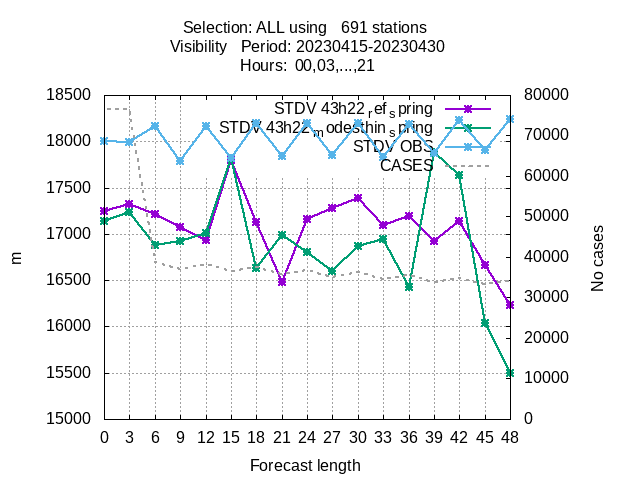 Selection: ALL using   691 stations
Visibility   Period: 20230415-20230430
Hours:  00,03,...,21
STDV 43h22refspring
STDV 43h22modesthinspring
STDV OBS
CASES
18500
18000
17500
17000
16500
16000
15500
15000
80000
70000
60000
50000
40000
30000
20000
10000
0
m
No cases
0 3 6 9 12 15 18 21 24 27 30 33 36 39 42 45 48
Forecast length